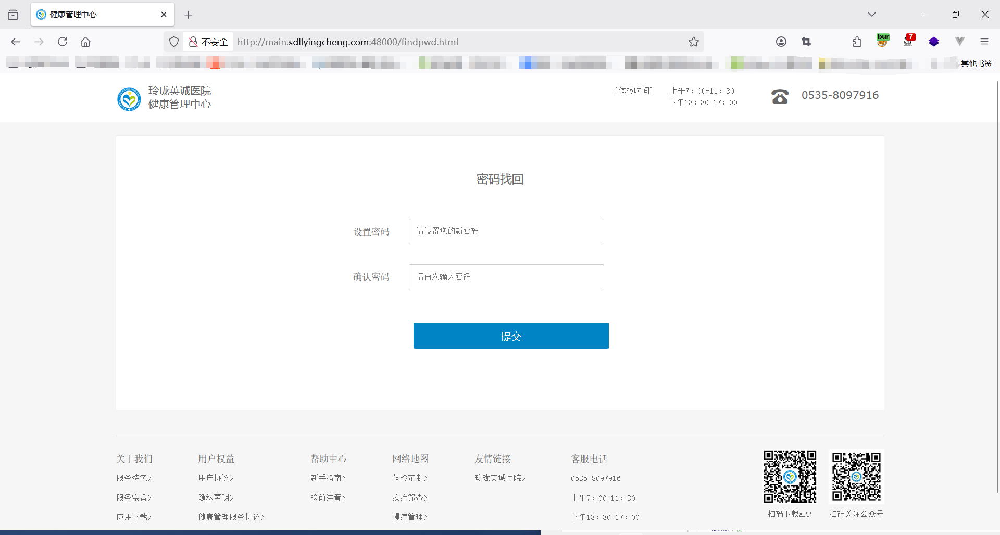 健康管理中心
不安全
http://main.sdllyingcheng.com:48000/findpwd.html
bur
7
其他书签
玲珑英诚医院
健康管理中心
[体检时间]
上午7：00-11：30
下午13：30-17：00
0535-8097916
密码找回
设置密码
请设置您的新密码
确认密码
请再次输入密码
提交
关于我们
服务特色>
服务宗旨>
应用下载>
用户权益
用户协议>
隐私声明>
健康管理服务协议>
帮助中心
新手指南>
检前注意>
网络地图
体检定制>
疾病筛查>
慢病管理>
友情链接
玲珑英诚医院>
客服电话
0535-8097916
上午7：00-11：30
下午13：30-17：00
扫码下载APP
扫码关注公众号